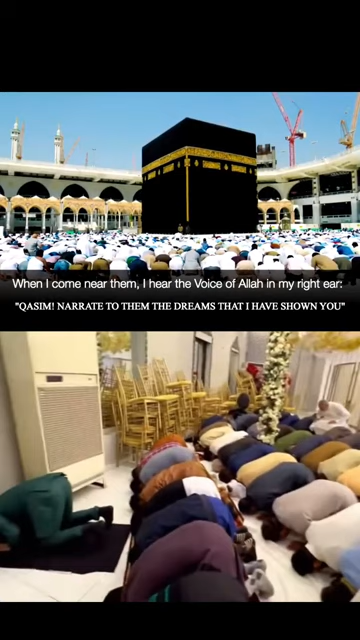 When I come near them, I hear the Voice of Allah in my right ear:
"QASIM! NARRATE TO THEM THE DREAMS THAT I HAVE SHOWN YOU"